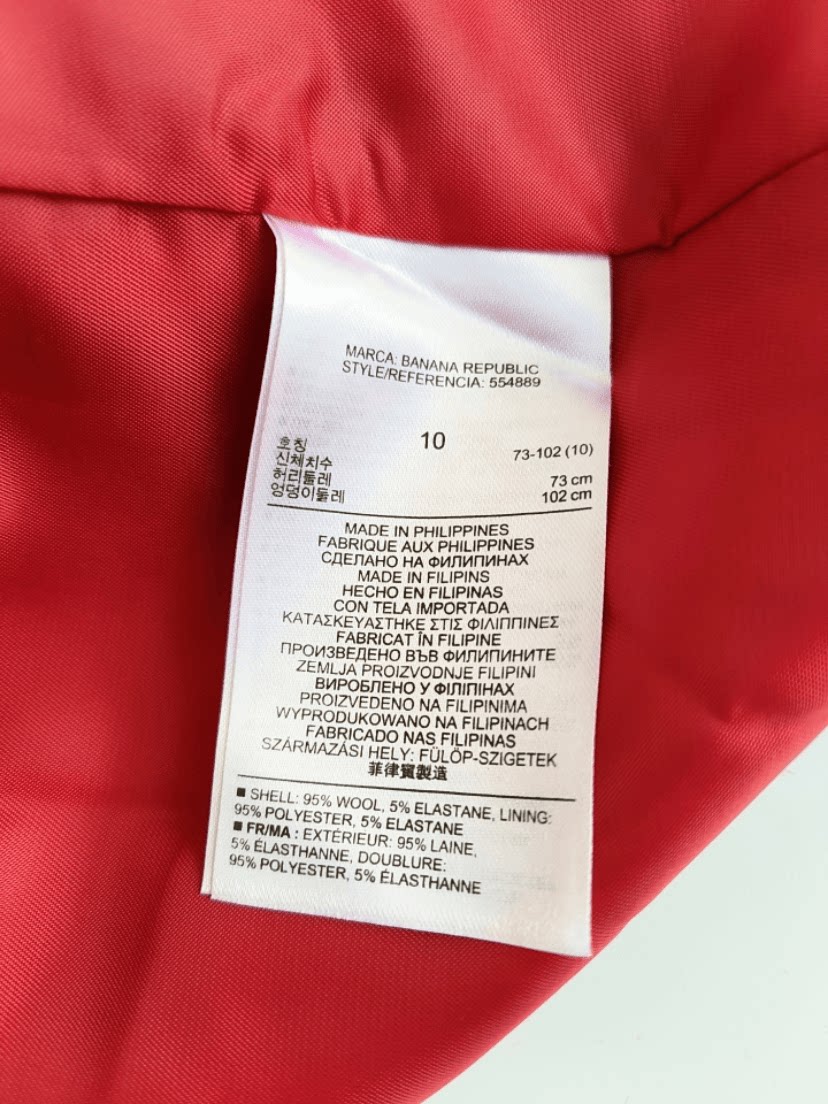 MARCA: BANANA REPUBLIC
STYLE/REFERENCIA: 554889
호칭 10
신체치수 73-102 (10)
허리둘레 73 cm
엉덩이둘레 102 cm
MADE IN PHILIPPINES
FABRIQUE AUX PHILIPPINES
СДЕЛАНО НА ФИЛИПИНАХ
MADE IN FILIPINS
HECHO EN FILIPINAS
CON TELA IMPORTADA
ΚΑΤΑΣΚΕΥΑΣΤΗΚΕ ΣΤΙΣ ΦΙΛΙΠΠΙΝΕΣ
FABRICAT ÎN FILIPINE
ПРОИЗВЕДЕНО ВЪВ ФИЛИПИНИТЕ
ZEMLJA PROIZVODNJE FILIPINI
ВИРОБЛЕНО У ФІЛІПІНАХ
PROIZVEDENO NA FILIPINIMA
WYPRODUKOWANO NA FILIPINACH
FABRICADO NAS FILIPINAS
SZÁRMAZÁSI HELY: FÜLÖP-SZIGETEK
菲律賓製造
■ SHELL: 95% WOOL, 5% ELASTANE, LINING:
95% POLYESTER, 5% ELASTANE
■ FR/MA : EXTÉRIEUR: 95% LAINE,
5% ÉLASTHANNE, DOUBLURE:
95% POLYESTER, 5% ÉLASTHANNE